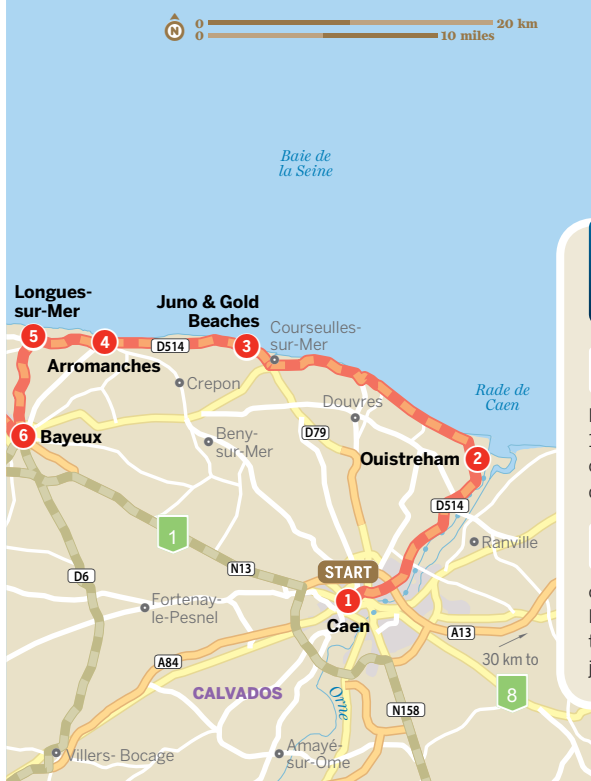 N
0
20 km
0
10 miles
Baie de
la Seine
Longues-
sur-Mer
Juno & Gold
Beaches
5
4
D514
3
Courseulles-
sur-Mer
Arromanches
Crepon
Rade de
Caen
Douvres
6
Bayeux
Beny-
sur-Mer
D79
Ouistreham
2
D514
1
Ranville
N13
START
D6
1
Fortenay-
le-Pesnel
Caen
A13
30 km to
A84
8
CALVADOS
Orne
N158
Villers- Bocage
Amayé-
sur-Orne